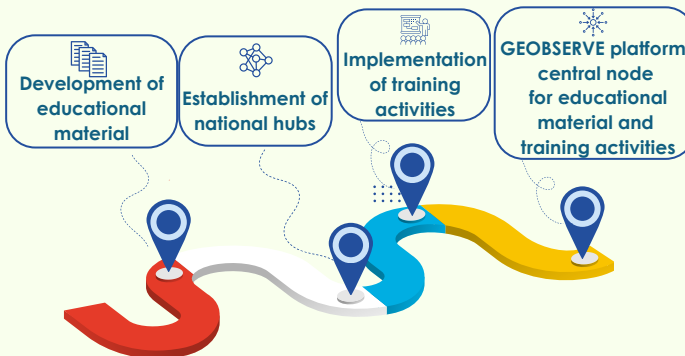 Development of
educational
material
Establishment of
national hubs
Implementation
of training
activities
GEOBSERVE platform
central node
for educational
material and
training activities